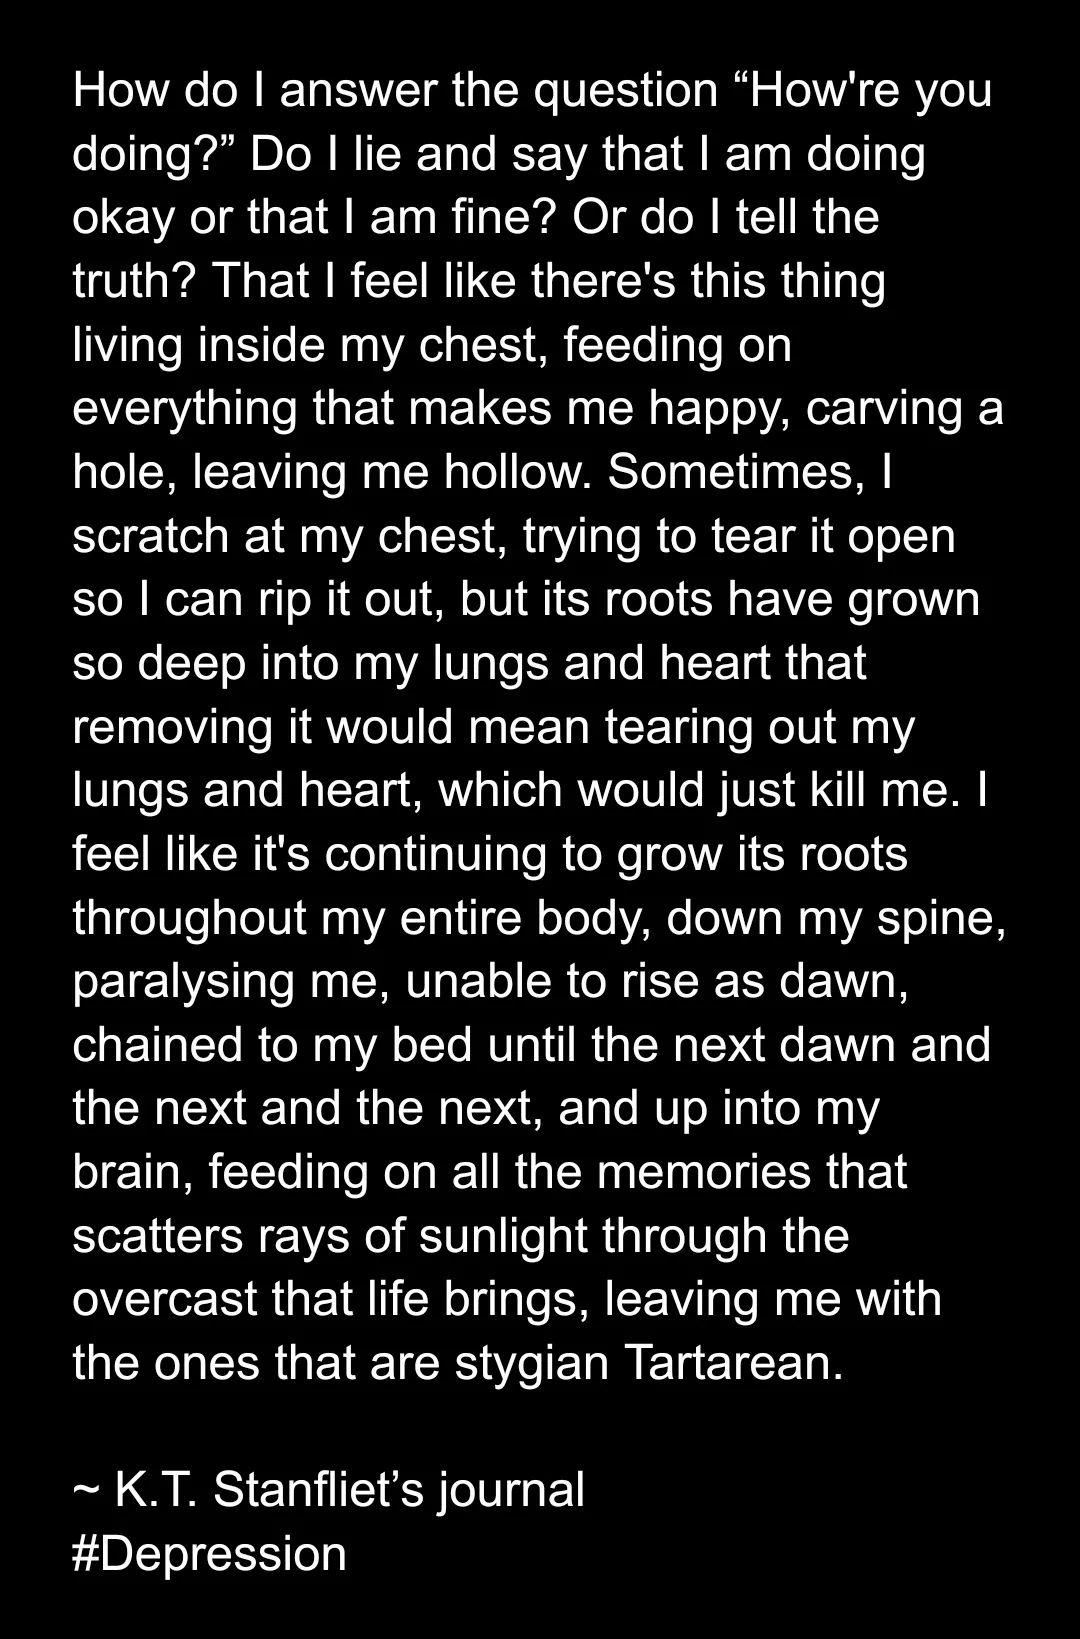 How do I answer the question “How're you
doing?” Do I lie and say that I am doing
okay or that I am fine? Or do I tell the
truth? That I feel like there's this thing
living inside my chest, feeding on
everything that makes me happy, carving a
hole, leaving me hollow. Sometimes, I
scratch at my chest, trying to tear it open
so I can rip it out, but its roots have grown
so deep into my lungs and heart that
removing it would mean tearing out my
lungs and heart, which would just kill me. I
feel like it's continuing to grow its roots
throughout my entire body, down my spine,
paralysing me, unable to rise as dawn,
chained to my bed until the next dawn and
the next and the next, and up into my
brain, feeding on all the memories that
scatters rays of sunlight through the
overcast that life brings, leaving me with
the ones that are stygian Tartarean.
~ K.T. Stanfliet’s journal
#Depression